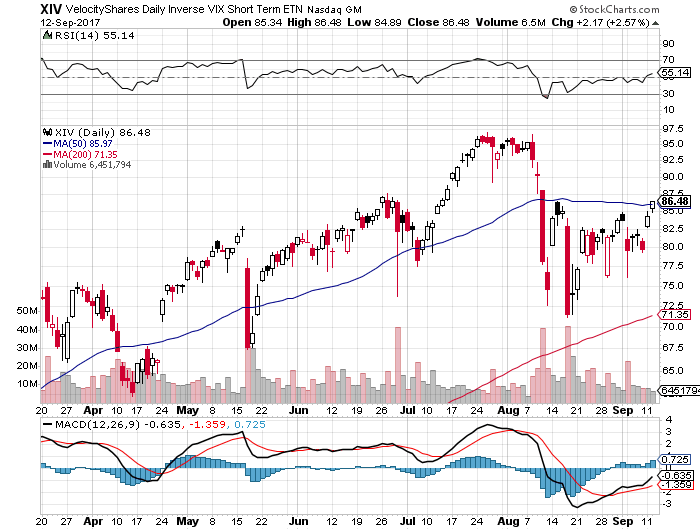 XIV VelocityShares Daily Inverse VIX Short Term ETN Nasdaq GM © StockCharts.com
12-Sep-2017 Open 85.34 High 86.48 Low 84.89 Close 86.48 Volume 6.5M Chg +2.17 (+2.57%)
RSI(14) 55.14
90
70
55.14
50
30
10
XIV (Daily) 86.48
MA(50) 85.97
MA(200) 71.35
Volume 6,451,794
97.5
95.0
92.5
90.0
87.5
86.48
85.0
82.5
80.0
77.5
75.0
72.5
71.35
70.0
67.5
65.0
6451794
50M
40M
30M
20M
10M
20 27 Apr 10 17 24 May 8 15 22 Jun 12 19 26 Jul 10 17 24 Aug 7 14 21 28 Sep 11
MACD(12,26,9) -0.635, -1.359, 0.725
4
3
2
1
0.725
-0.635
-1.359
-2
-3
20 27 Apr 10 17 24 May 8 15 22 Jun 12 19 26 Jul 10 17 24 Aug 7 14 21 28 Sep 11